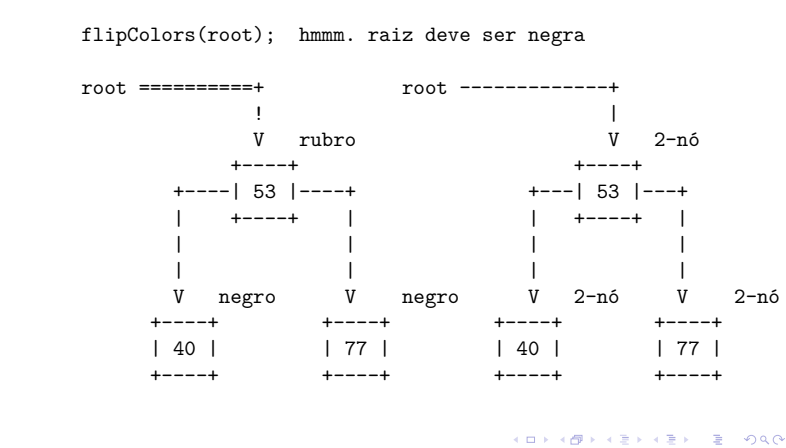 flipColors(root);  hmmm. raiz deve ser negra
root ==========+            root -------------+
               !                              |
               V   rubro                      V   2-nó
             +----+                        +----+
        +----| 53 |----+               +---| 53 |---+
        |    +----+    |               |   +----+   |
        |              |               |            |
        |              |               |            |
        V   negro      V    negro      V   2-nó     V    2-nó
      +----+         +----+         +----+        +----+
      | 40 |         | 77 |         | 40 |        | 77 |
      +----+         +----+         +----+        +----+